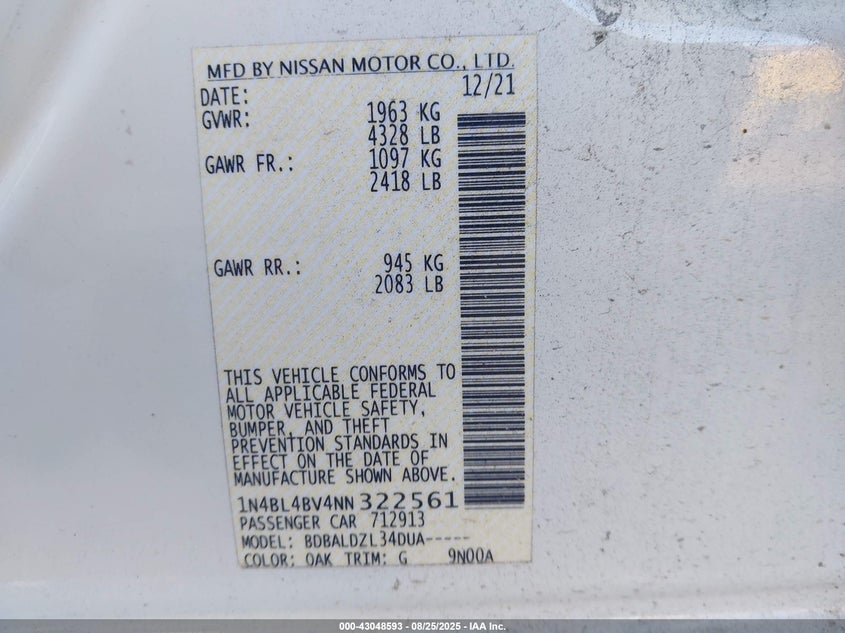 MFD BY NISSAN MOTOR CO., LTD.
DATE: 12/21
GVWR: 1963 KG
4328 LB
GAWR FR.: 1097 KG
2418 LB
GAWR RR.: 945 KG
2083 LB
THIS VEHICLE CONFORMS TO
ALL APPLICABLE FEDERAL
MOTOR VEHICLE SAFETY,
BUMPER, AND THEFT
PREVENTION STANDARDS IN
EFFECT ON THE DATE OF
MANUFACTURE SHOWN ABOVE.
1N4BL4BV4NN322561
PASSENGER CAR 712913
MODEL: BDBALDZL34DUA-----
COLOR: OAK TRIM: G 9N00A
000-43048593 - 08/25/2025 - IAA Inc.